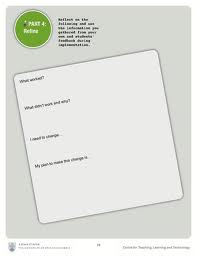 PART 4:
Refine
Reflect on the
following and use
the information you
gathered from your
own and students'
feedback during
implementation.
What worked?
What didn't work and why?
I need to change...
My plan to make this change is...
Centre for Teaching, Learning and Technology